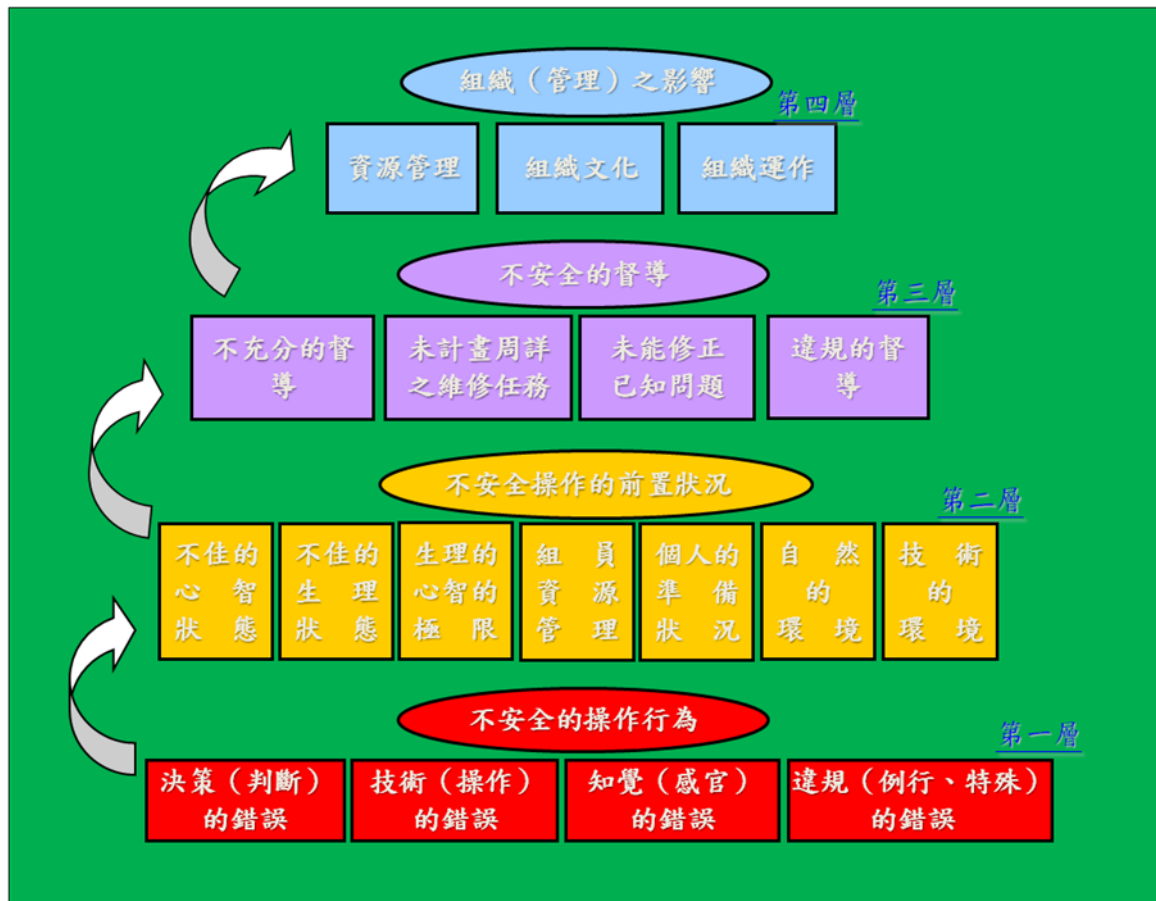 組織（管理）之影響
第四層
資源管理
組織文化
組織運作
不安全的督導
第三層
不充分的督
導
未計畫周詳
之維修任務
未能修正
已知問題
違規的督
導
不安全操作的前置狀況
第二層
不佳的
心智
狀態
不佳的
生理
狀態
生理的
心智的
極限
組員
資源
管理
個人的
準備
狀況
自然
的
環境
技術
的
環境
不安全的操作行為
第一層
決策（判斷）
的錯誤
技術（操作）
的錯誤
知覺（感官）
的錯誤
違規（例行、特殊）
的錯誤